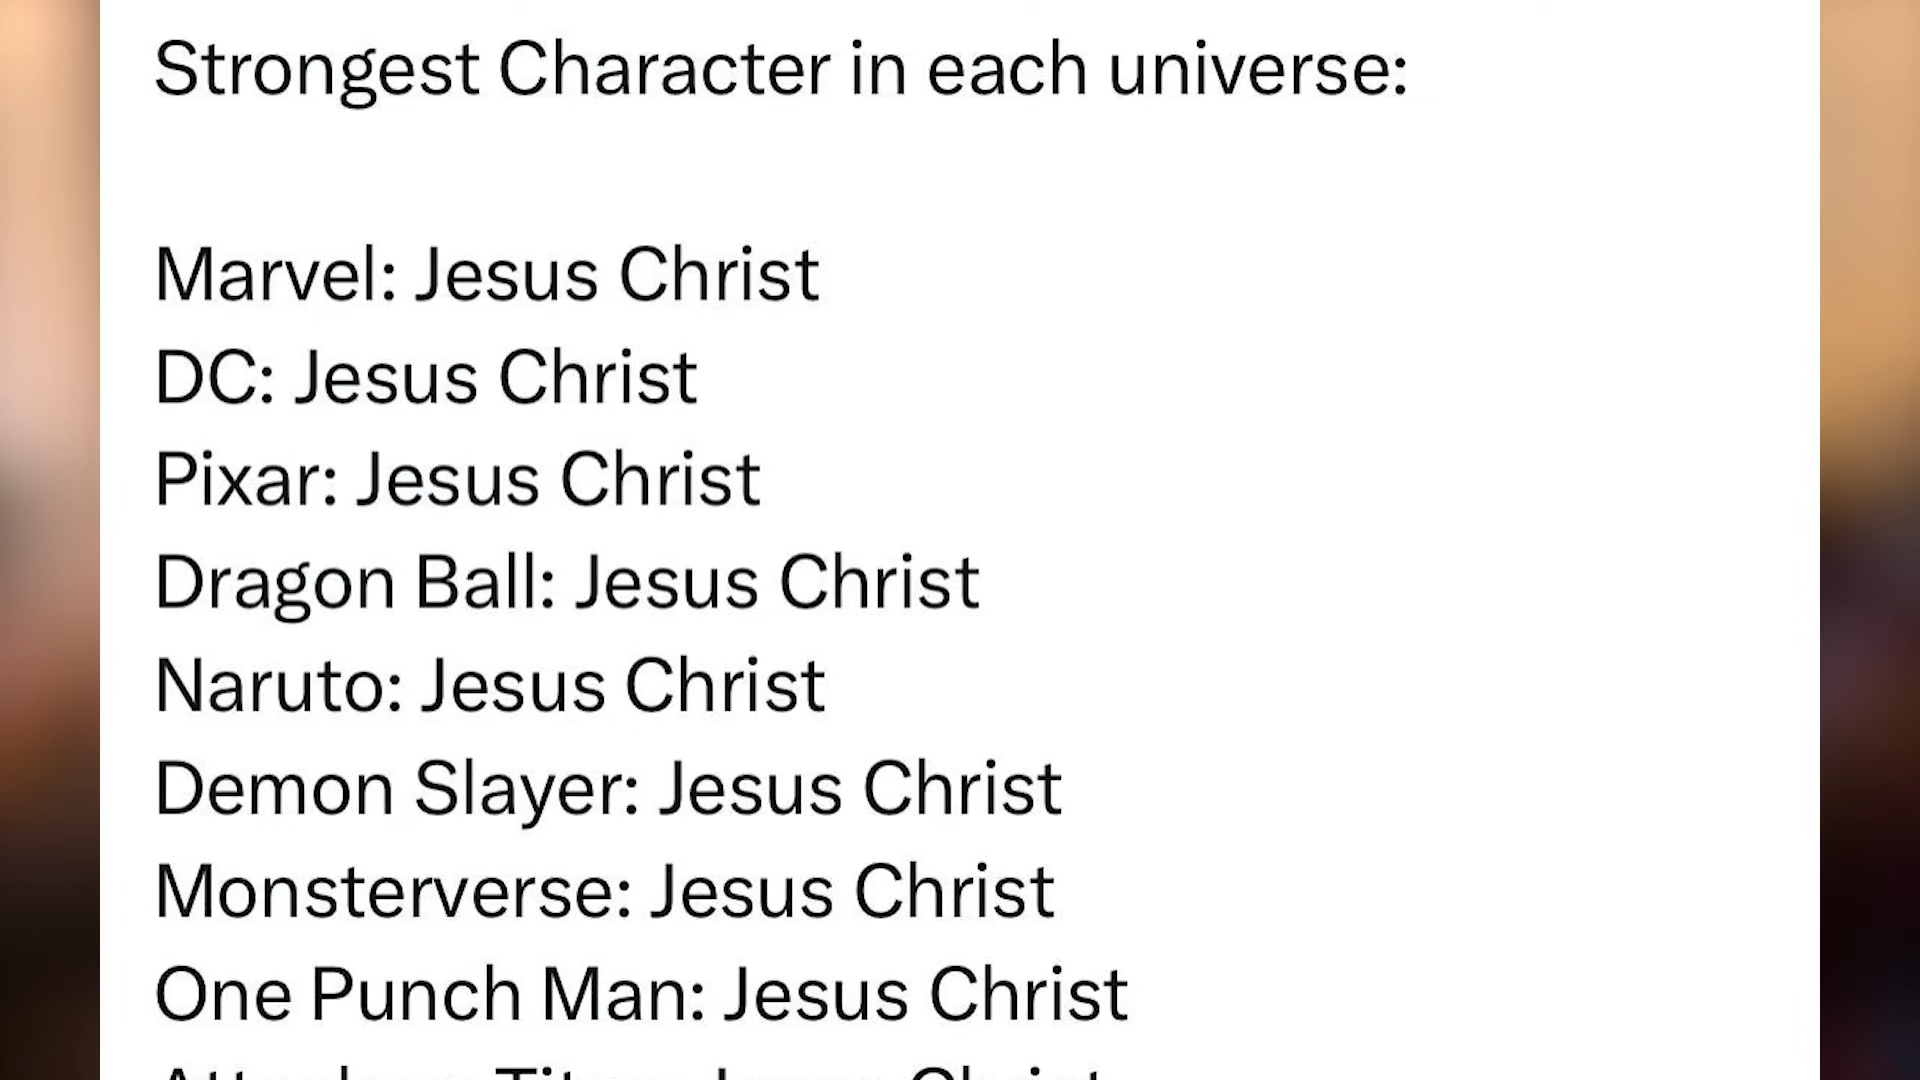 Strongest Character in each universe:
Marvel: Jesus Christ
DC: Jesus Christ
Pixar: Jesus Christ
Dragon Ball: Jesus Christ
Naruto: Jesus Christ
Demon Slayer: Jesus Christ
Monsterverse: Jesus Christ
One Punch Man: Jesus Christ